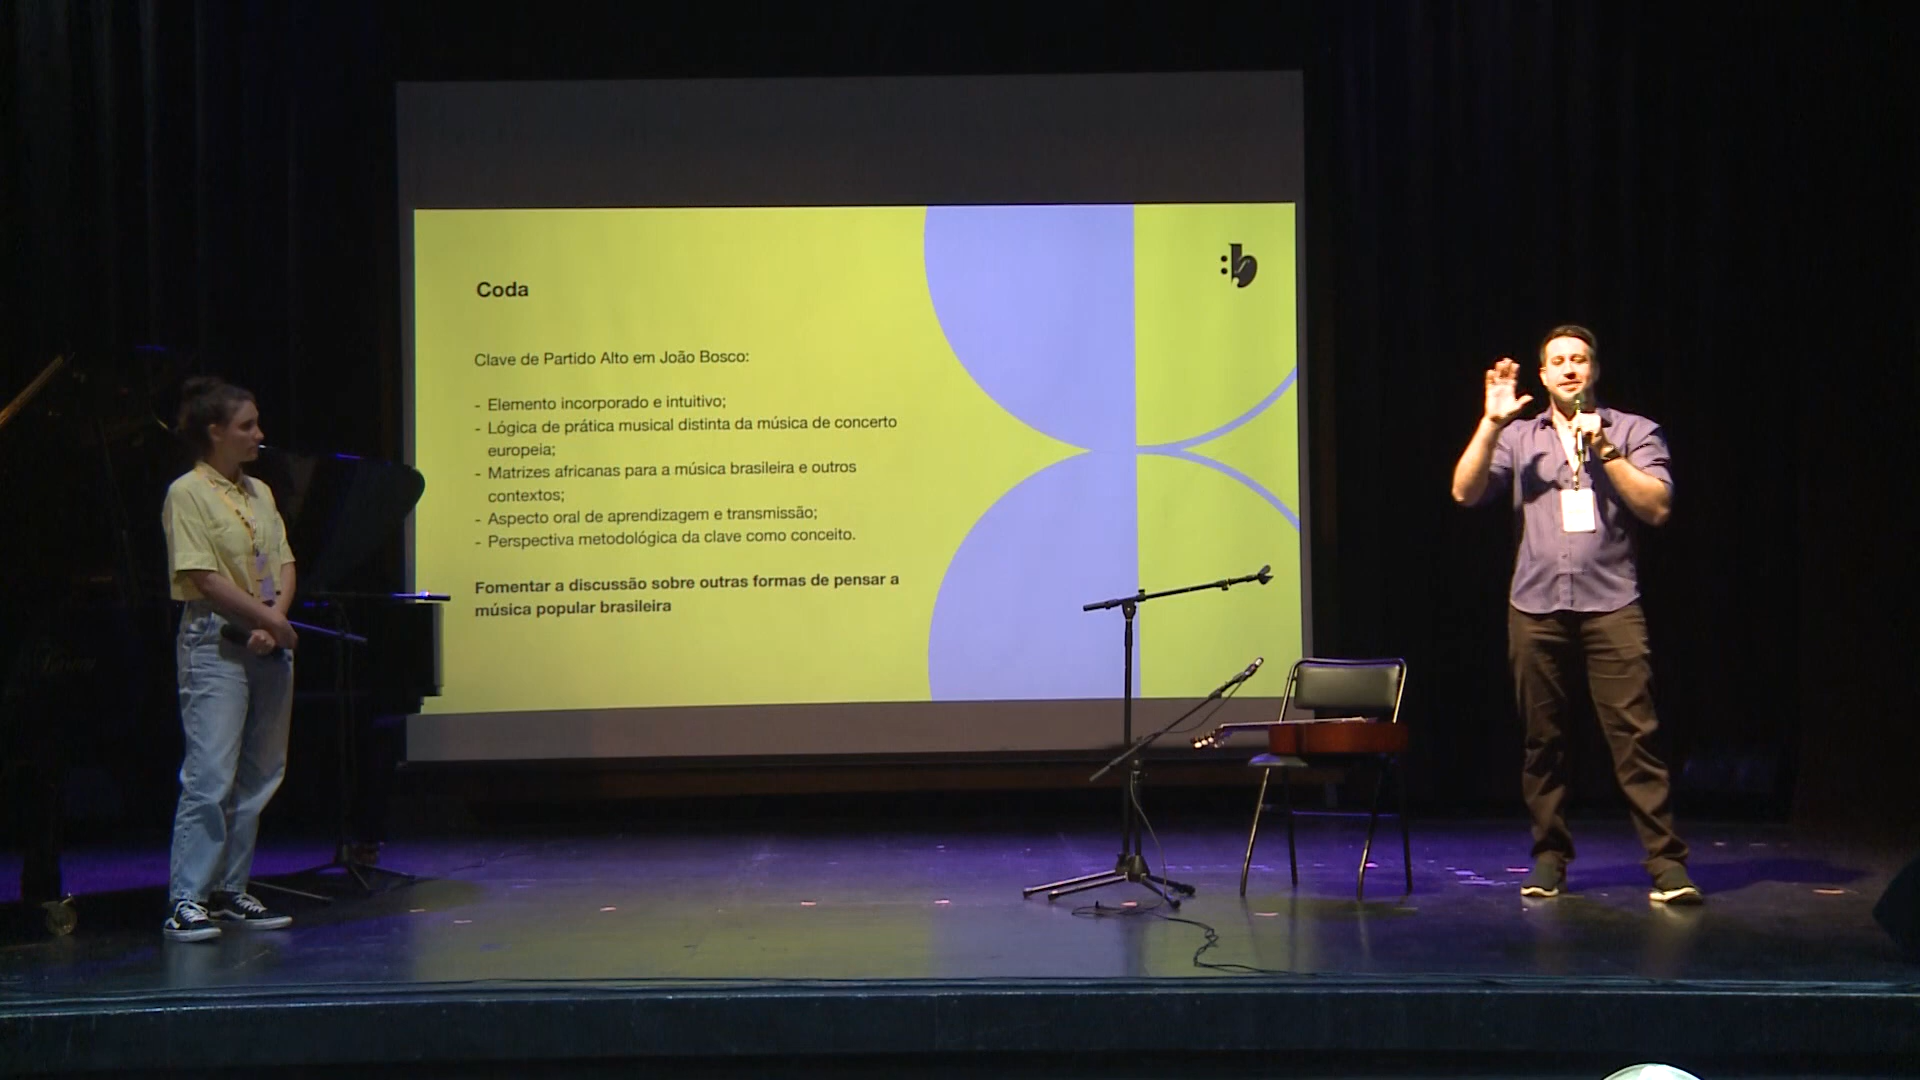 Coda
Clave de Partido Alto em João Bosco:
- Elemento incorporado e intuitivo;
- Lógica de prática musical distinta da música de concerto
europeia;
- Matrizes africanas para a música brasileira e outros
contextos;
- Aspecto oral de aprendizagem e transmissão;
- Perspectiva metodológica da clave como conceito.
Fomentar a discussão sobre outras formas de pensar a
música popular brasileira